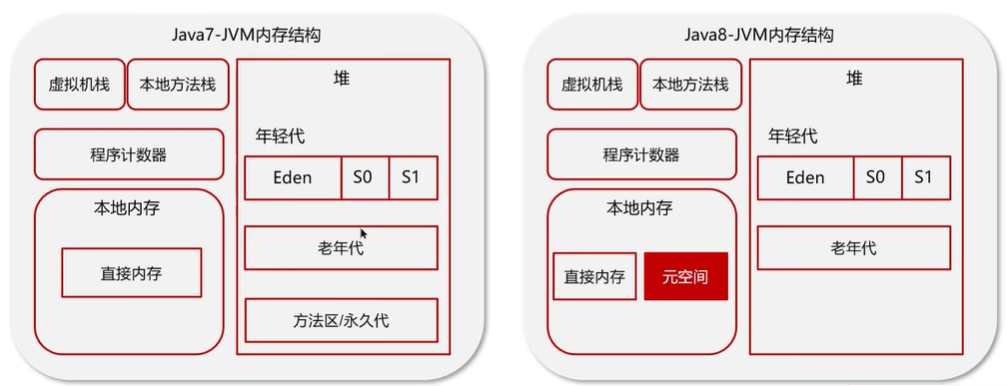 Java7-JVM内存结构
虚拟机栈
本地方法栈
程序计数器
本地内存
直接内存
堆
年轻代
Eden
S0
S1
老年代
方法区/永久代
Java8-JVM内存结构
虚拟机栈
本地方法栈
程序计数器
本地内存
直接内存
元空间
堆
年轻代
Eden
S0
S1
老年代